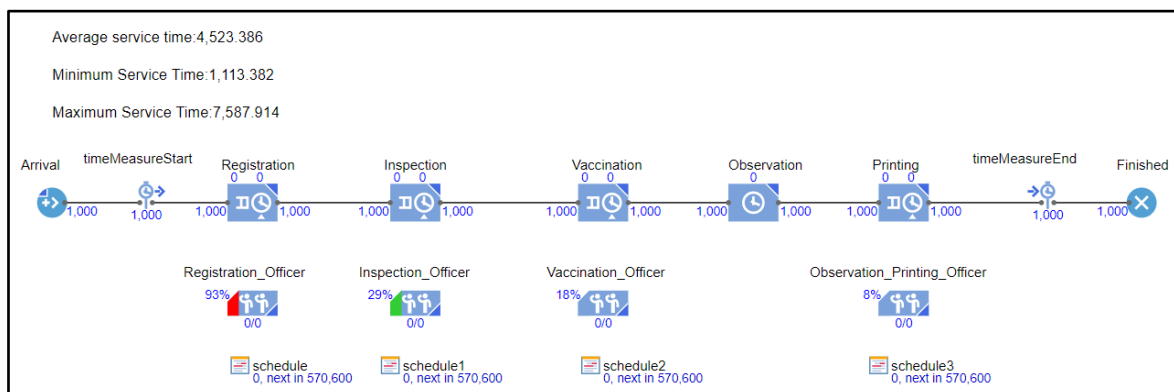 Average service time:4,523.386
Minimum Service Time:1,113.382
Maximum Service Time:7,587.914
Arrival timeMeasureStart Registration Inspection Vaccination Observation Printing timeMeasureEnd Finished
0 0 0 0 0 0 0 0 0
1,000 1,000 1,000 1,000 1,000 1,000 1,000 1,000 1,000 1,000 1,000 1,000 1,000 1,000
Registration_Officer Inspection_Officer Vaccination_Officer Observation_Printing_Officer
93% 29% 18% 8%
0/0 0/0 0/0 0/0
schedule schedule1 schedule2 schedule3
0, next in 570,600 0, next in 570,600 0, next in 570,600 0, next in 570,600